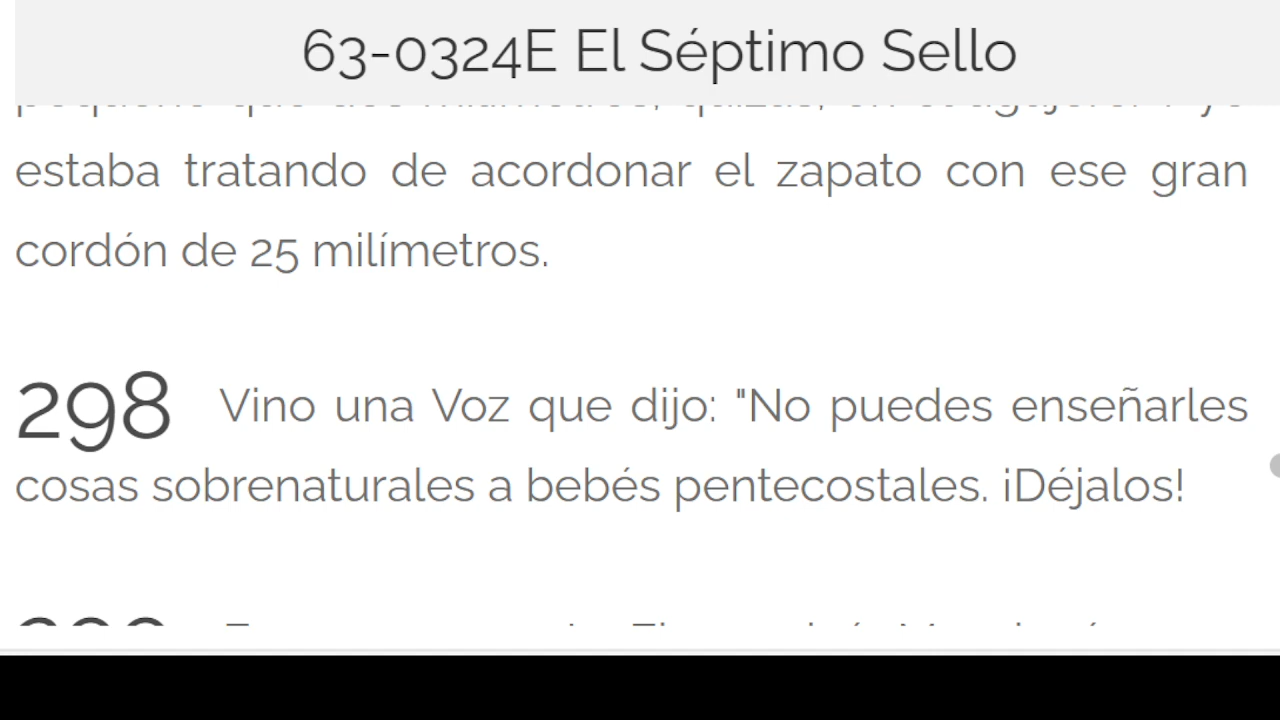 63-0324E El Séptimo Sello
estaba tratando de acordonar el zapato con ese gran
cordón de 25 milímetros.
298 Vino una Voz que dijo: "No puedes enseñarles
cosas sobrenaturales a bebés pentecostales. ¡Déjalos!